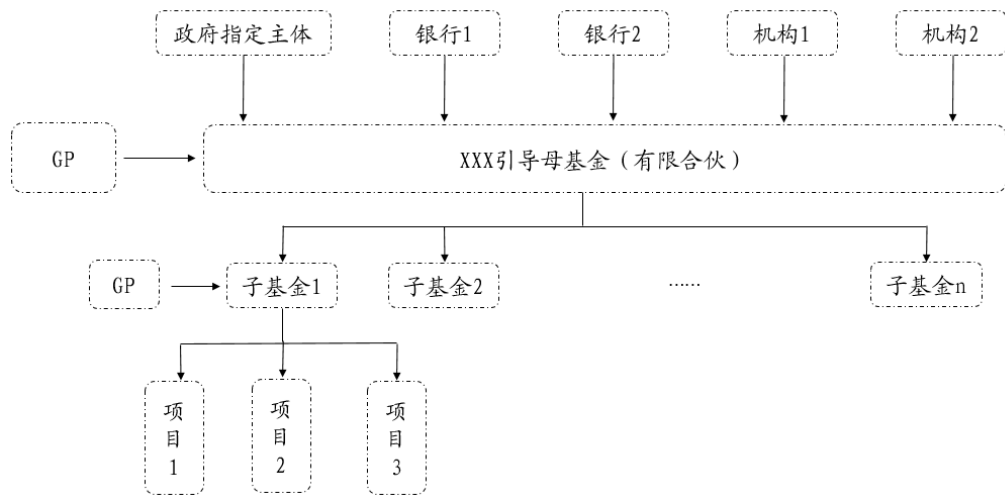 政府指定主体
银行1
银行2
机构1
机构2
GP
XXX引导母基金（有限合伙）
GP
子基金1
子基金2
……
子基金n
项目1
项目2
项目3